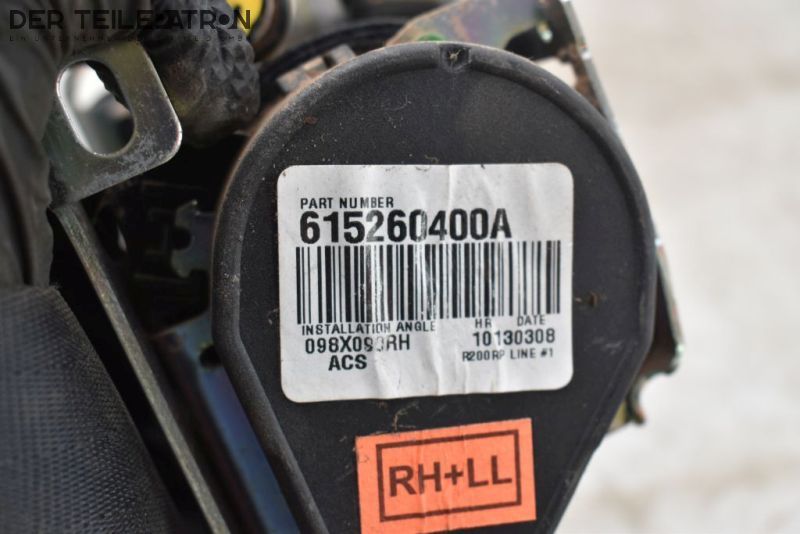 DER TEILEPATRON
PART NUMBER
615260400A
INSTALLATION ANGLE HR DATE
10130308
ACS R200RP LINE #1
RH+LL